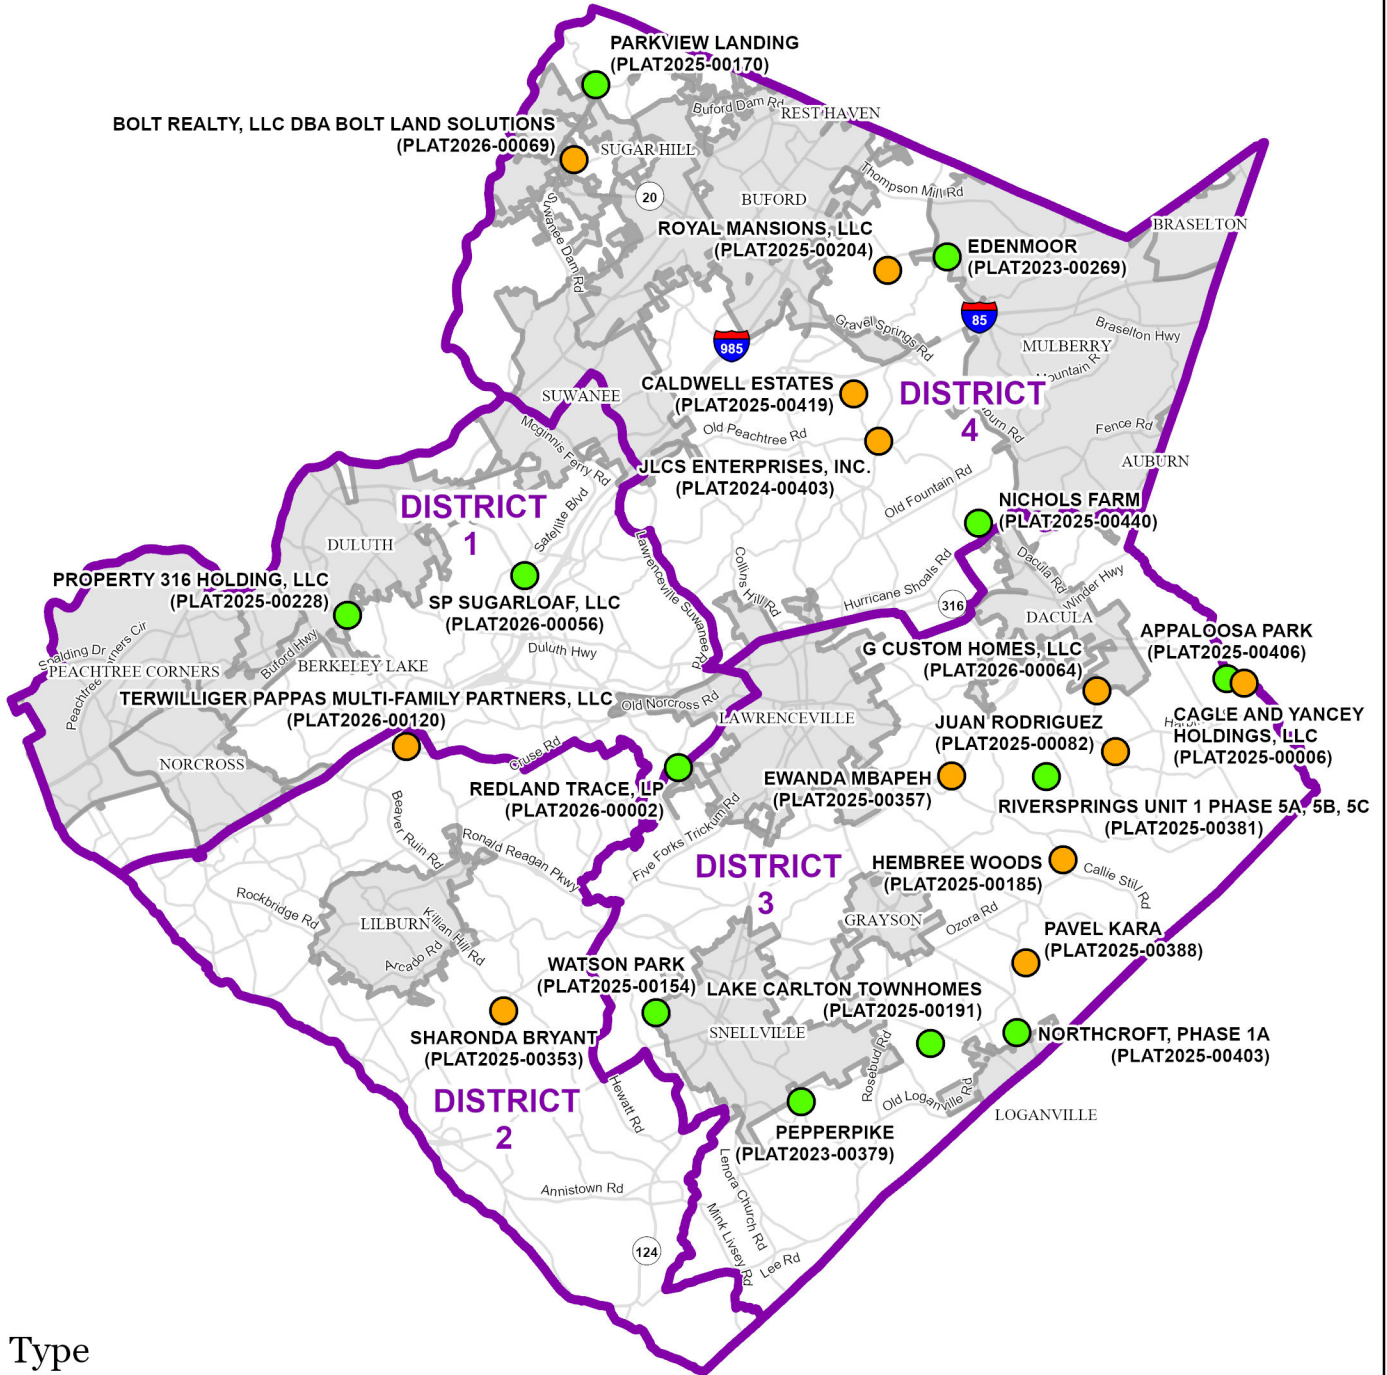 PARKVIEW LANDING
(PLAT2025-00170)
Buford Dam Rd
REST HAVEN
BOLT REALTY, LLC DBA BOLT LAND SOLUTIONS
(PLAT2026-00069)
SUGAR HILL
20
Thompson Mill Rd
BUFORD
Suwanee Dam Rd
ROYAL MANSIONS, LLC
(PLAT2025-00204)
BRASELTON
EDENMOOR
(PLAT2023-00269)
85
985
Gravel Springs Rd
Braselton Hwy
MULBERRY
Mountain R
CALDWELL ESTATES
(PLAT2025-00419)
DISTRICT
4
SUWANEE
Mcginnis Ferry Rd
Old Peachtree Rd
ourn Rd
Fence Rd
JLCS ENTERPRISES, INC.
(PLAT2024-00403)
AUBURN
Old Fountain Rd
DISTRICT
1
Satellite Blvd
NICHOLS FARM
(PLAT2025-00440)
DULUTH
Lawrenceville Suwanee Rd
Collins Hill Rd
Hurricane Shoals Rd
Dacula Rd
Winder Hwy
PROPERTY 316 HOLDING, LLC
(PLAT2025-00228)
SP SUGARLOAF, LLC
(PLAT2026-00056)
316
DACULA
Spalding Dr
Peachtree
orners Cir
PEACHTREE CORNERS
Buford Hwy
BERKELEY LAKE
Duluth Hwy
G CUSTOM HOMES, LLC
(PLAT2026-00064)
APPALOOSA PARK
(PLAT2025-00406)
TERWILLIGER PAPPAS MULTI-FAMILY PARTNERS, LLC
(PLAT2026-00120)
Old Norcross Rd
LAWRENCEVILLE
JUAN RODRIGUEZ
(PLAT2025-00082)
CAGLE AND YANCEY
HOLDINGS, LLC
(PLAT2025-00006)
NORCROSS
Cruse Rd
REDLAND TRACE, LP
(PLAT2026-00002)
EWANDA MBAPEH
(PLAT2025-00357)
RIVERSPRINGS UNIT 1 PHASE 5A, 5B, 5C
(PLAT2025-00381)
Beaver Ruin Rd
Ronald Reagan Pkwy
Five Forks Trickum Rd
DISTRICT
3
HEMBREE WOODS
(PLAT2025-00185)
Callie Still Rd
Rockbridge Rd
LILBURN
Killian Hill Rd
Arcado Rd
GRAYSON
Ozora Rd
PAVEL KARA
(PLAT2025-00388)
WATSON PARK
(PLAT2025-00154)
LAKE CARLTON TOWNHOMES
(PLAT2025-00191)
SHARONDA BRYANT
(PLAT2025-00353)
SNELLVILLE
Rosebud Rd
NORTHCROFT, PHASE 1A
(PLAT2025-00403)
DISTRICT
2
Hewatt Rd
Old Loganville Rd
LOGANVILLE
PEPPERPIKE
(PLAT2023-00379)
Annistown Rd
Lenora Church Rd
Mink Livsey Rd
Lee Rd
124
Type